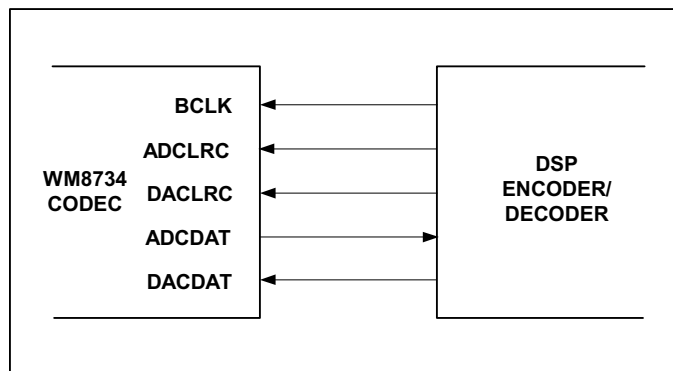 BCLK
ADCLRC
WM8734
CODEC
DACLRC
ADCDAT
DACDAT
DSP
ENCODER/
DECODER